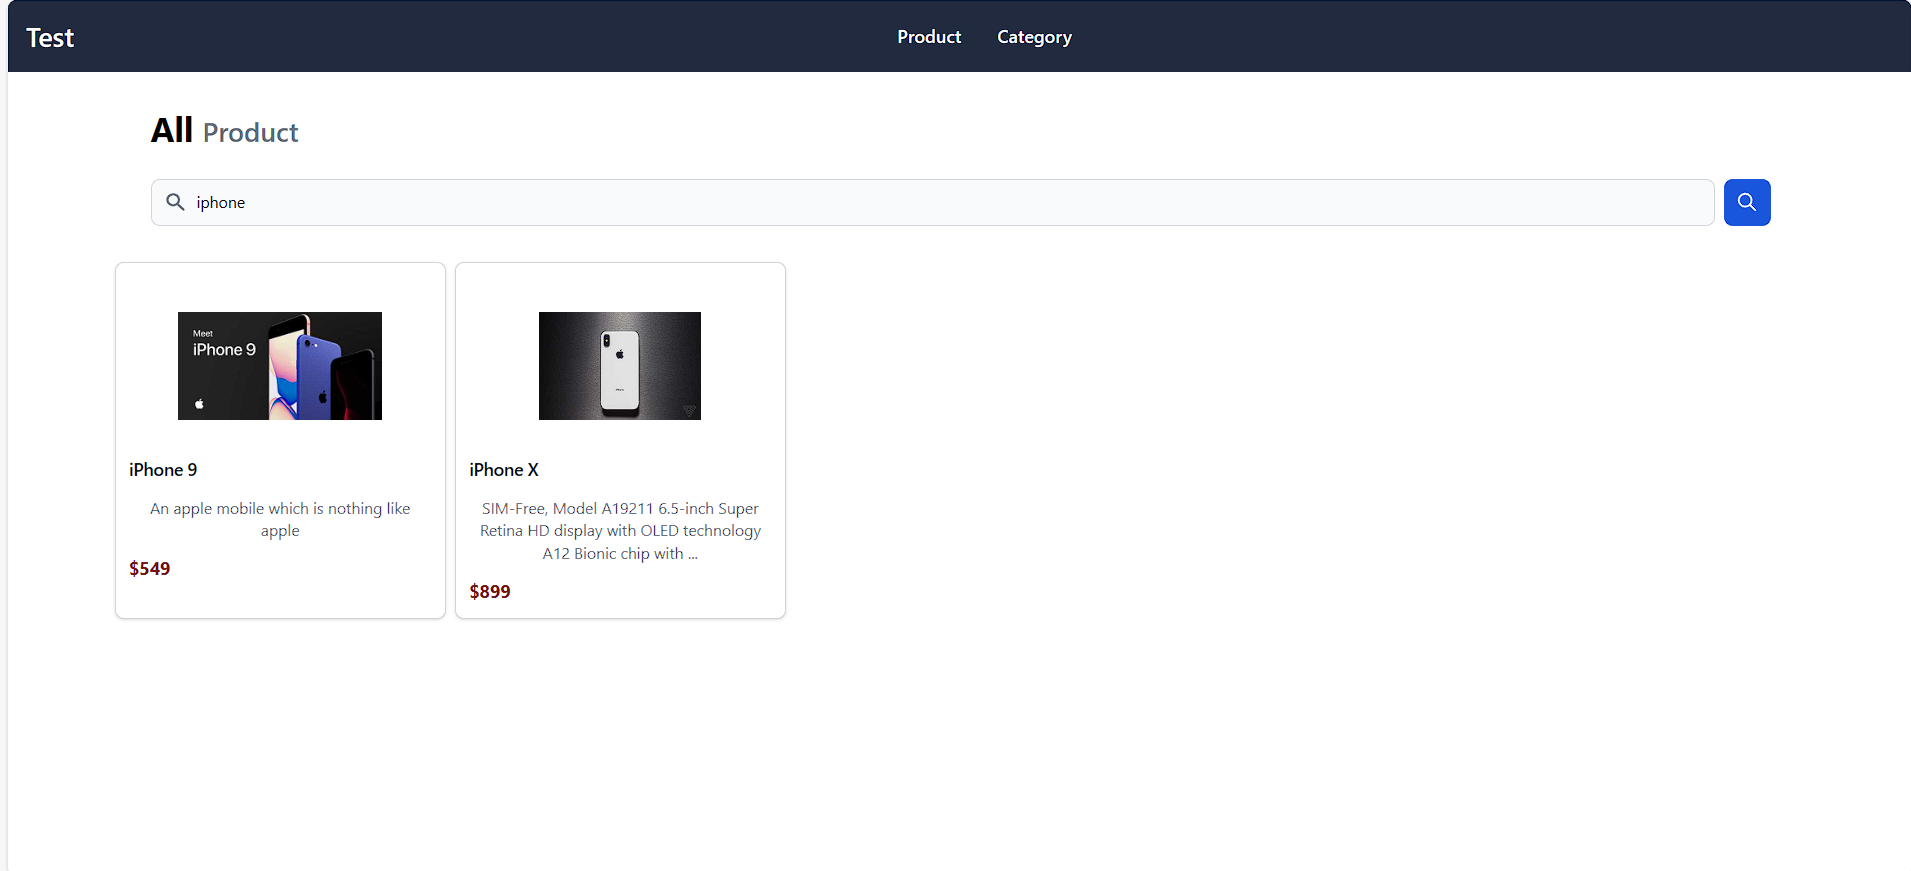 Test
Product
Category
All Product
iphone
Meet
iPhone 9
iPhone 9
An apple mobile which is nothing like
apple
$549
iPhone X
SIM-Free, Model A19211 6.5-inch Super
Retina HD display with OLED technology
A12 Bionic chip with ...
$899